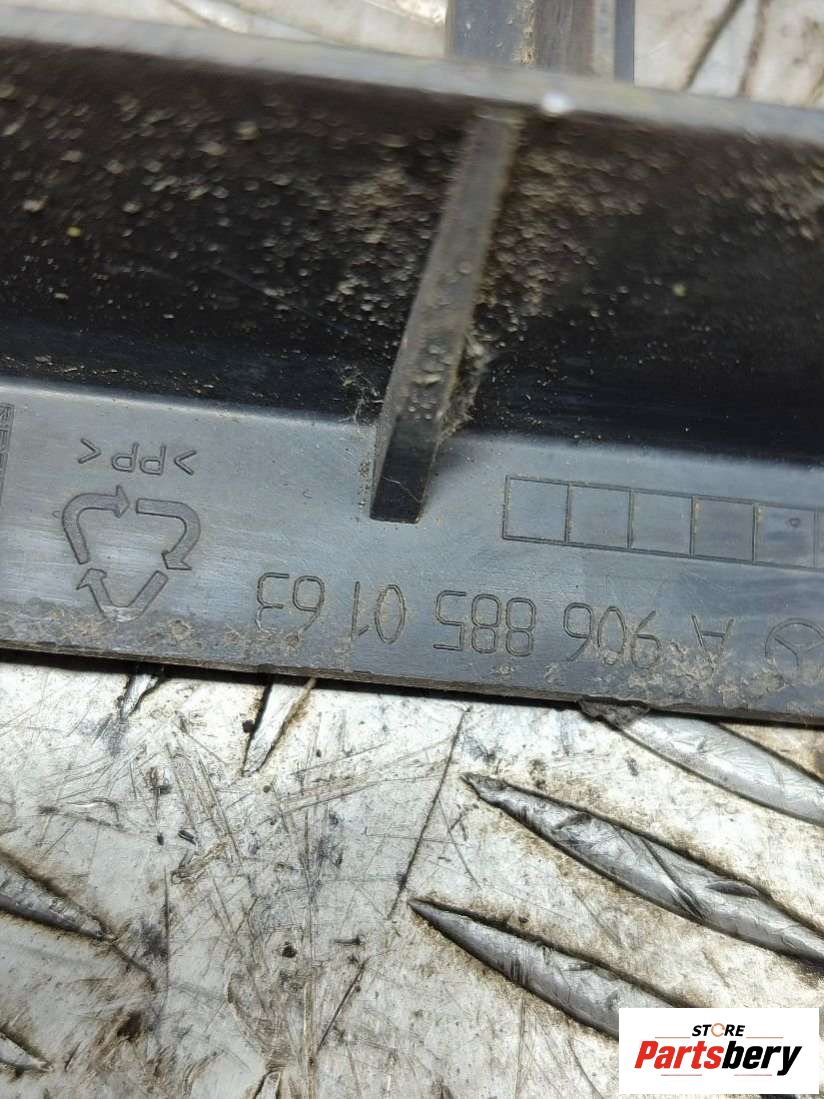 >PP<
A 906 885 01 63
STORE
Partsbery